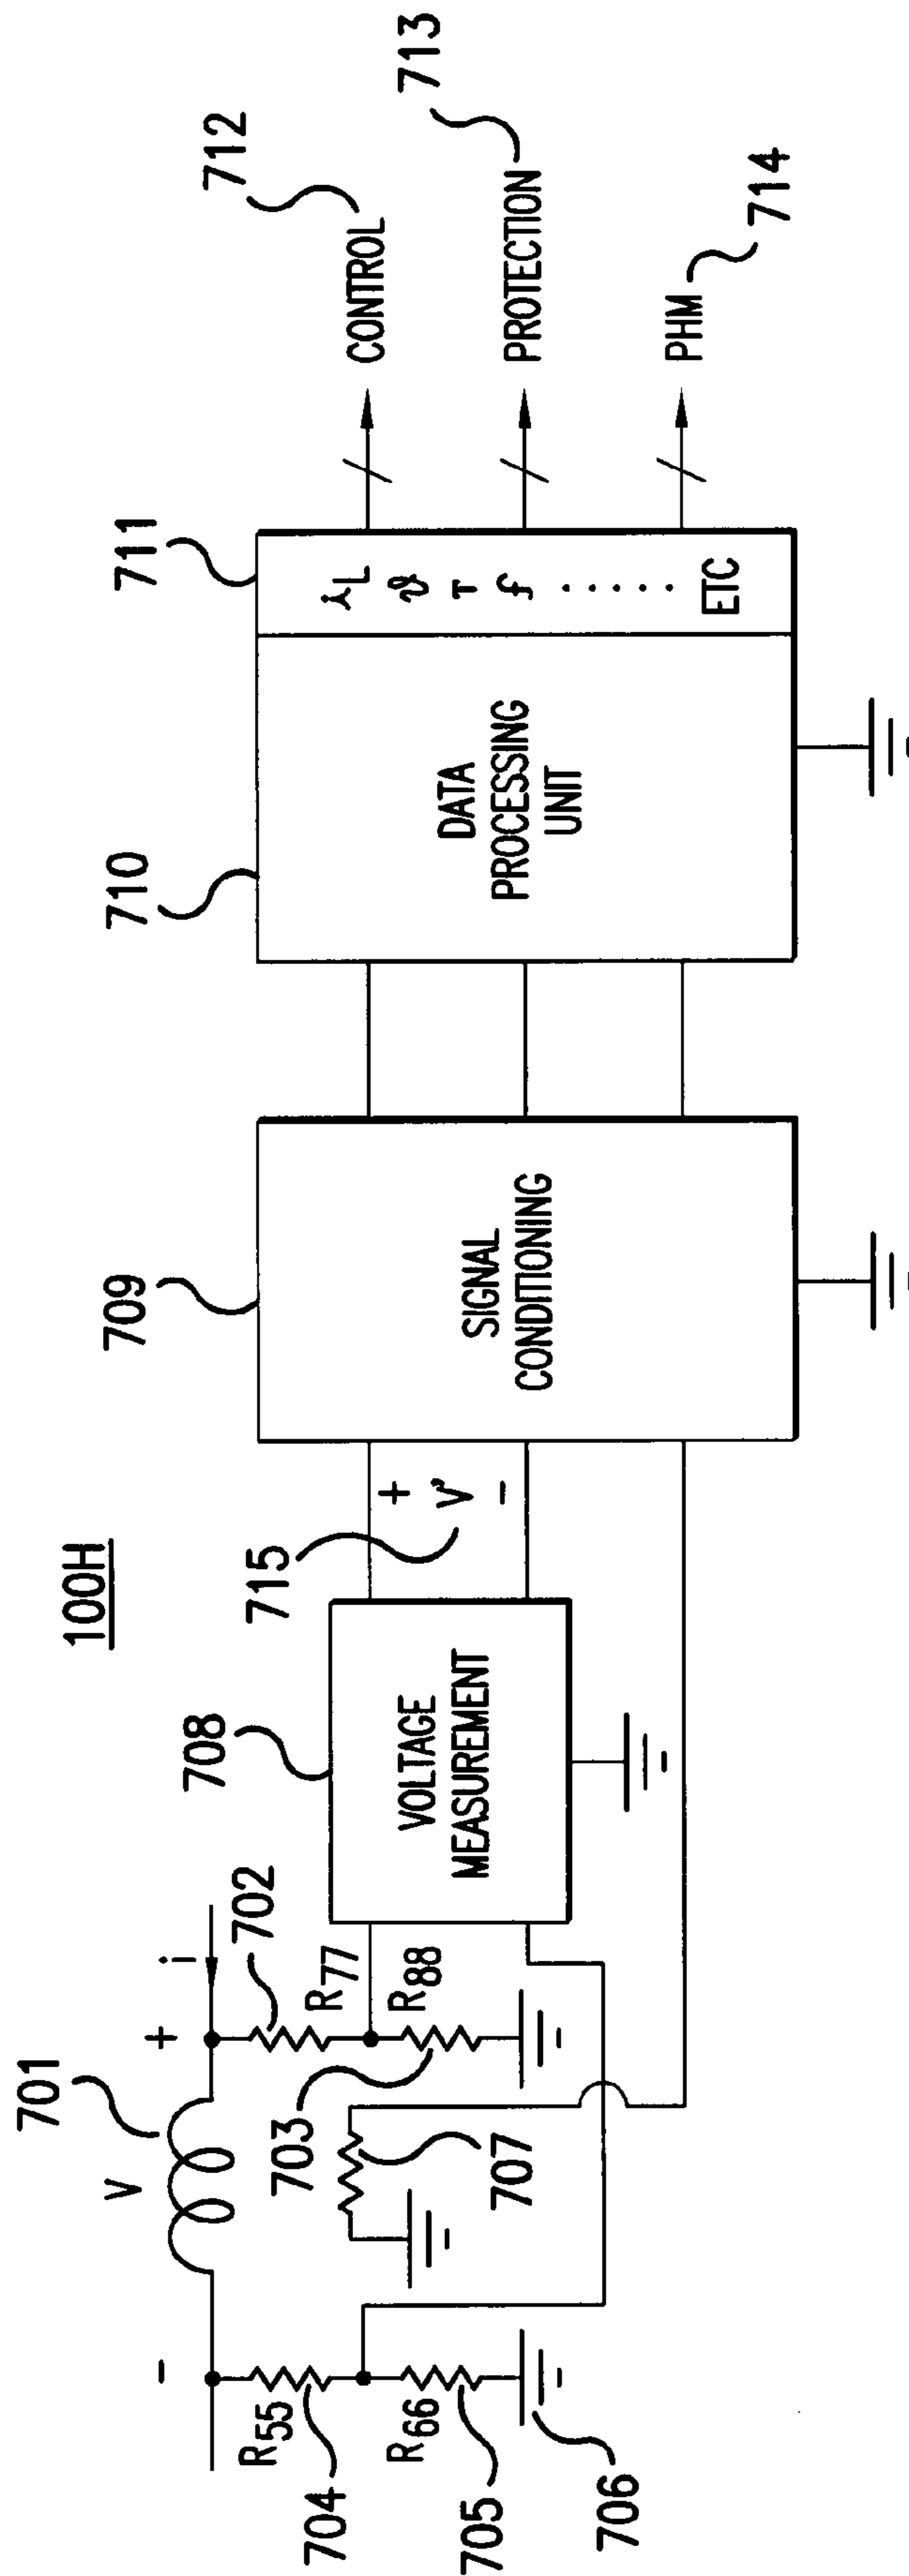 100H
701
V
-
+
i
702
R77
R88
703
707
R55
704
R66
705
706
708
VOLTAGE
MEASUREMENT
715
+
V'
-
709
SIGNAL
CONDITIONING
710
DATA
PROCESSING
UNIT
711
iL
ϑ
T
f
.....
ETC
712
CONTROL
713
PROTECTION
PHM
714